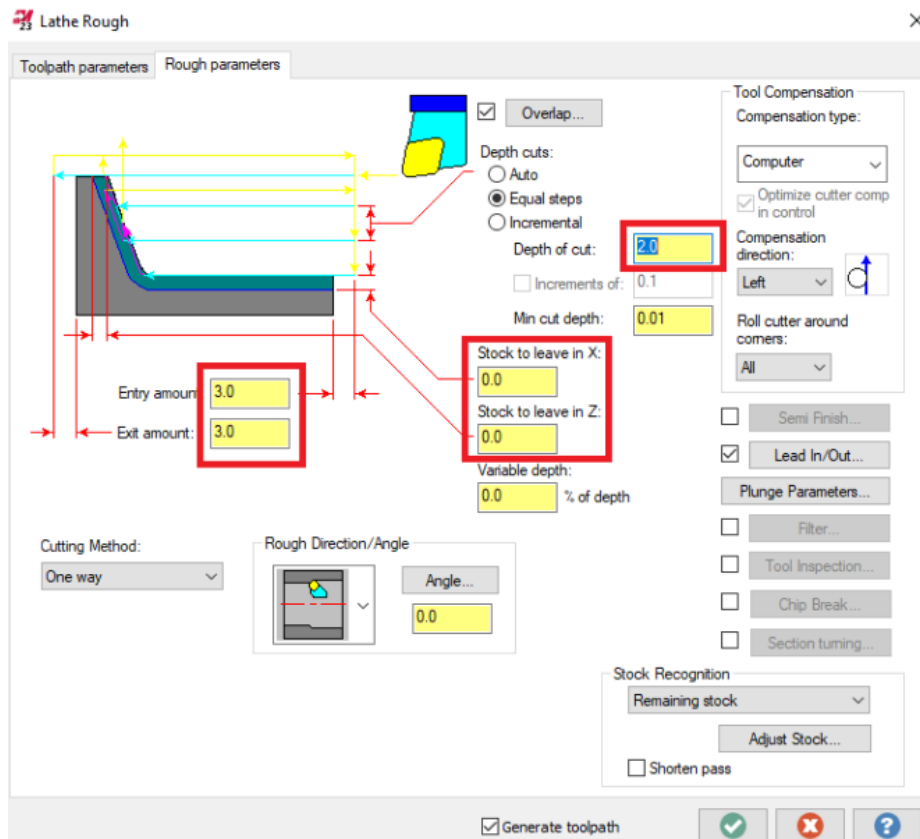 23 Lathe Rough
Toolpath parameters
Rough parameters
Overlap...
Depth cuts:
Auto
Equal steps
Incremental
Depth of cut:
2.0
Increments of:
0.1
Min cut depth:
0.01
Stock to leave in X:
0.0
Stock to leave in Z:
0.0
Variable depth:
0.0
% of depth
Entry amoun
3.0
Exit amount:
3.0
Cutting Method:
One way
Rough Direction/Angle
Angle...
0.0
Tool Compensation
Compensation type:
Computer
Optimize cutter comp
in control
Compensation
direction:
Left
Roll cutter around
corners:
All
Semi Finish...
Lead In/Out...
Plunge Parameters...
Filter...
Tool Inspection...
Chip Break...
Section turning...
Stock Recognition
Remaining stock
Adjust Stock...
Shorten pass
Generate toolpath
?